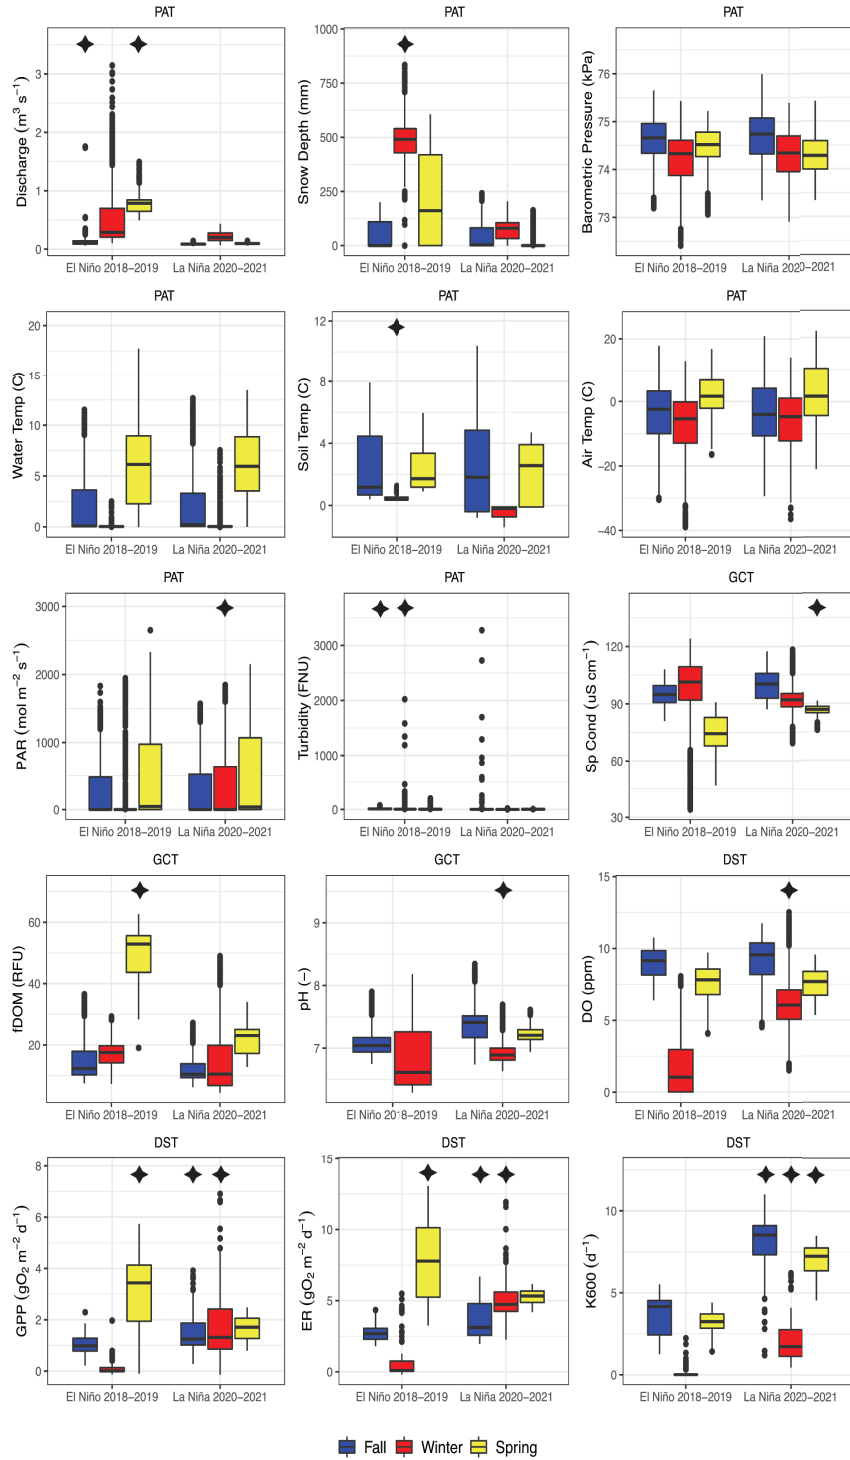 PAT PAT PAT
Discharge (m³ s⁻¹)
3
2
1
0
El Niño 2018–2019 La Niña 2020–2021
Snow Depth (mm)
1000
750
500
250
0
El Niño 2018–2019 La Niña 2020–2021
Barometric Pressure (kPa)
76
75
74
73
El Niño 2018–2019 La Niña 2020–2021
PAT PAT PAT
Water Temp (C)
20
15
10
5
0
El Niño 2018–2019 La Niña 2020–2021
Soil Temp (C)
12
8
4
0
El Niño 2018–2019 La Niña 2020–2021
Air Temp (C)
20
0
−20
−40
El Niño 2018–2019 La Niña 2020–2021
PAT PAT GCT
PAR (mol m⁻² s⁻¹)
3000
2000
1000
0
El Niño 2018–2019 La Niña 2020–2021
Turbidity (FNU)
3000
2000
1000
0
El Niño 2018–2019 La Niña 2020–2021
Sp Cond (uS cm⁻¹)
120
90
60
30
El Niño 2018–2019 La Niña 2020–2021
GCT GCT DST
fDOM (RFU)
60
40
20
El Niño 2018–2019 La Niña 2020–2021
pH (−)
9
8
7
El Niño 2018–2019 La Niña 2020–2021
DO (ppm)
15
10
5
0
El Niño 2018–2019 La Niña 2020–2021
DST DST DST
GPP (gO₂ m⁻² d⁻¹)
8
6
4
2
0
El Niño 2018–2019 La Niña 2020–2021
ER (gO₂ m⁻² d⁻¹)
15
10
5
0
El Niño 2018–2019 La Niña 2020–2021
K600 (d⁻¹)
10
5
0
El Niño 2018–2019 La Niña 2020–2021
Fall Winter Spring